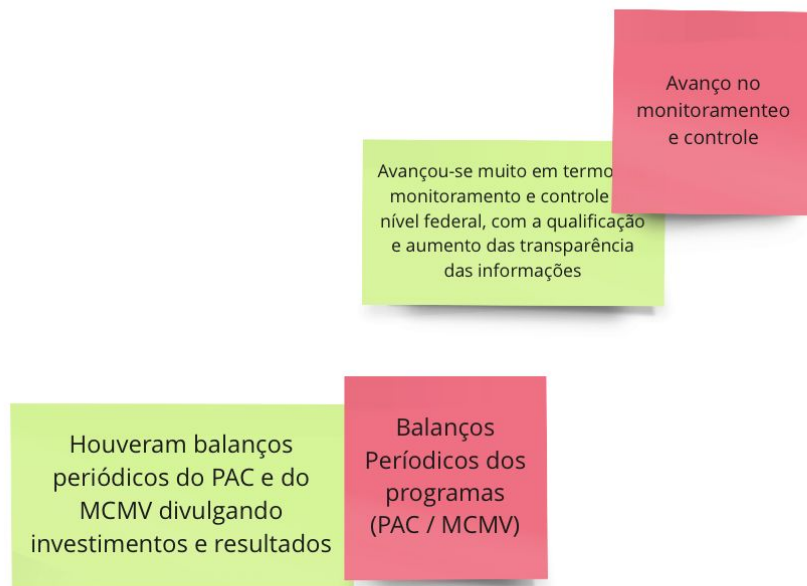 Avanço no
monitoramenteo
e controle
Avançou-se muito em termo
monitoramento e controle
nível federal, com a qualificação
e aumento das transparência
das informações
Houveram balanços
periódicos do PAC e do
MCMV divulgando
investimentos e resultados
Balanços
Períodicos dos
programas
(PAC / MCMV)